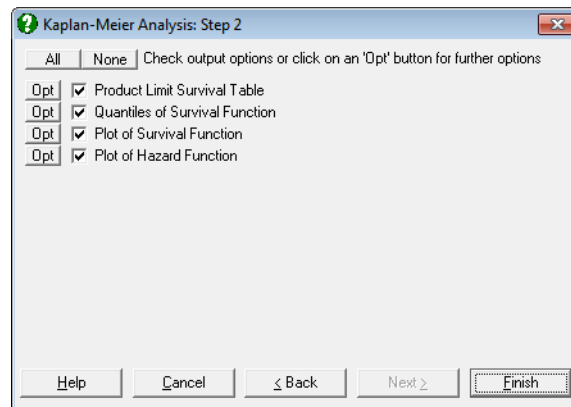 Kaplan-Meier Analysis: Step 2
All None Check output options or click on an 'Opt' button for further options
Opt Product Limit Survival Table
Opt Quantiles of Survival Function
Opt Plot of Survival Function
Opt Plot of Hazard Function
Help Cancel < Back Next > Finish